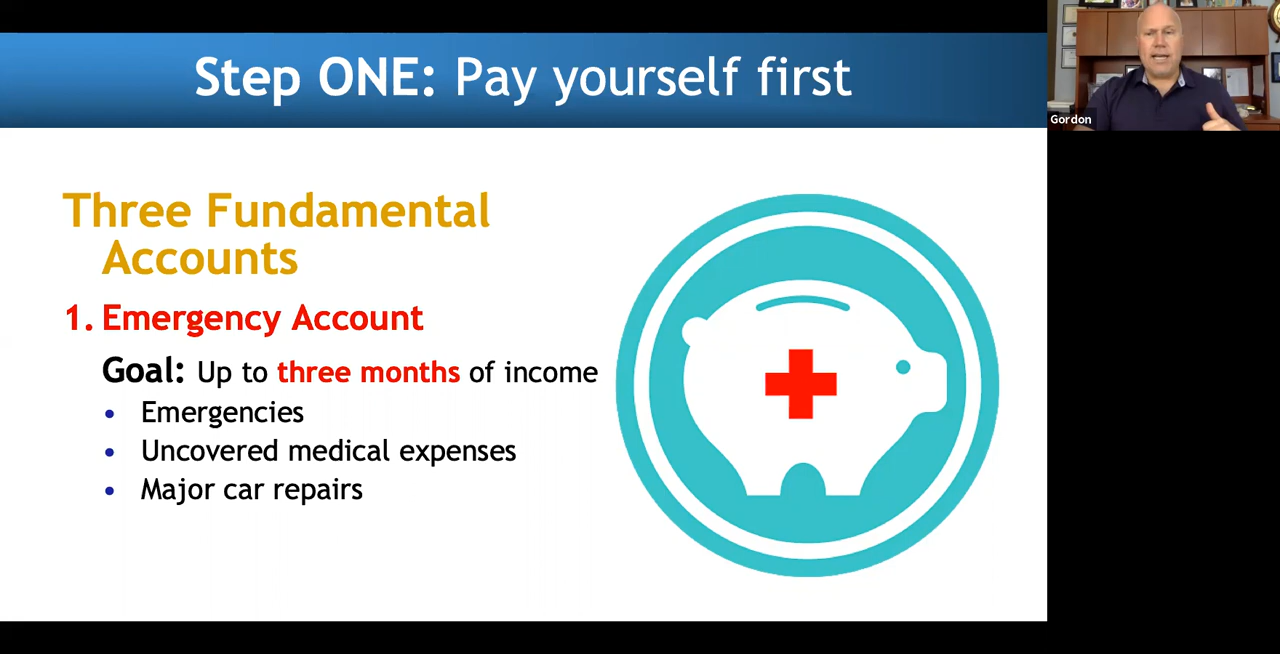 Step ONE: Pay yourself first
Gordon
Three Fundamental
Accounts
1. Emergency Account
Goal: Up to three months of income
• Emergencies
• Uncovered medical expenses
• Major car repairs